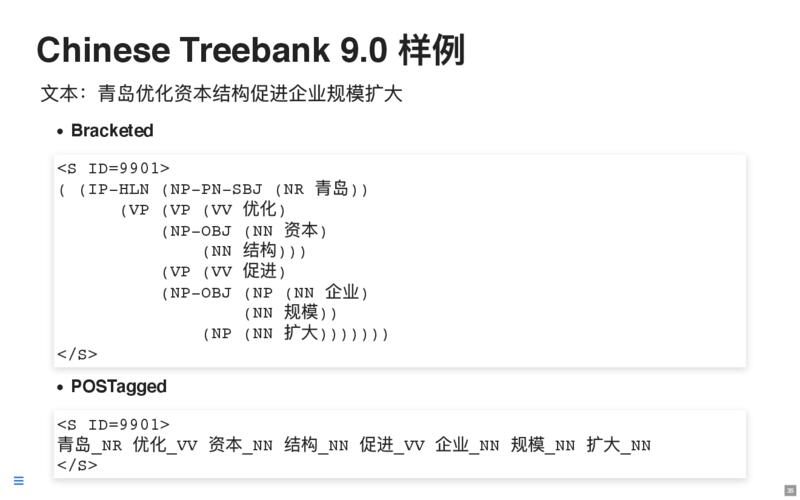 Chinese Treebank 9.0 样例
文本：青岛优化资本结构促进企业规模扩大
• Bracketed
<S ID=9901>
( (IP-HLN (NP-PN-SBJ (NR 青岛))
(VP (VP (VV 优化)
(NP-OBJ (NN 资本)
(NN 结构)))
(VP (VV 促进)
(NP-OBJ (NP (NN 企业)
(NN 规模))
(NP (NN 扩大)))))))
</S>
• POSTagged
<S ID=9901>
青岛_NR 优化_VV 资本_NN 结构_NN 促进_VV 企业_NN 规模_NN 扩大_NN
</S>